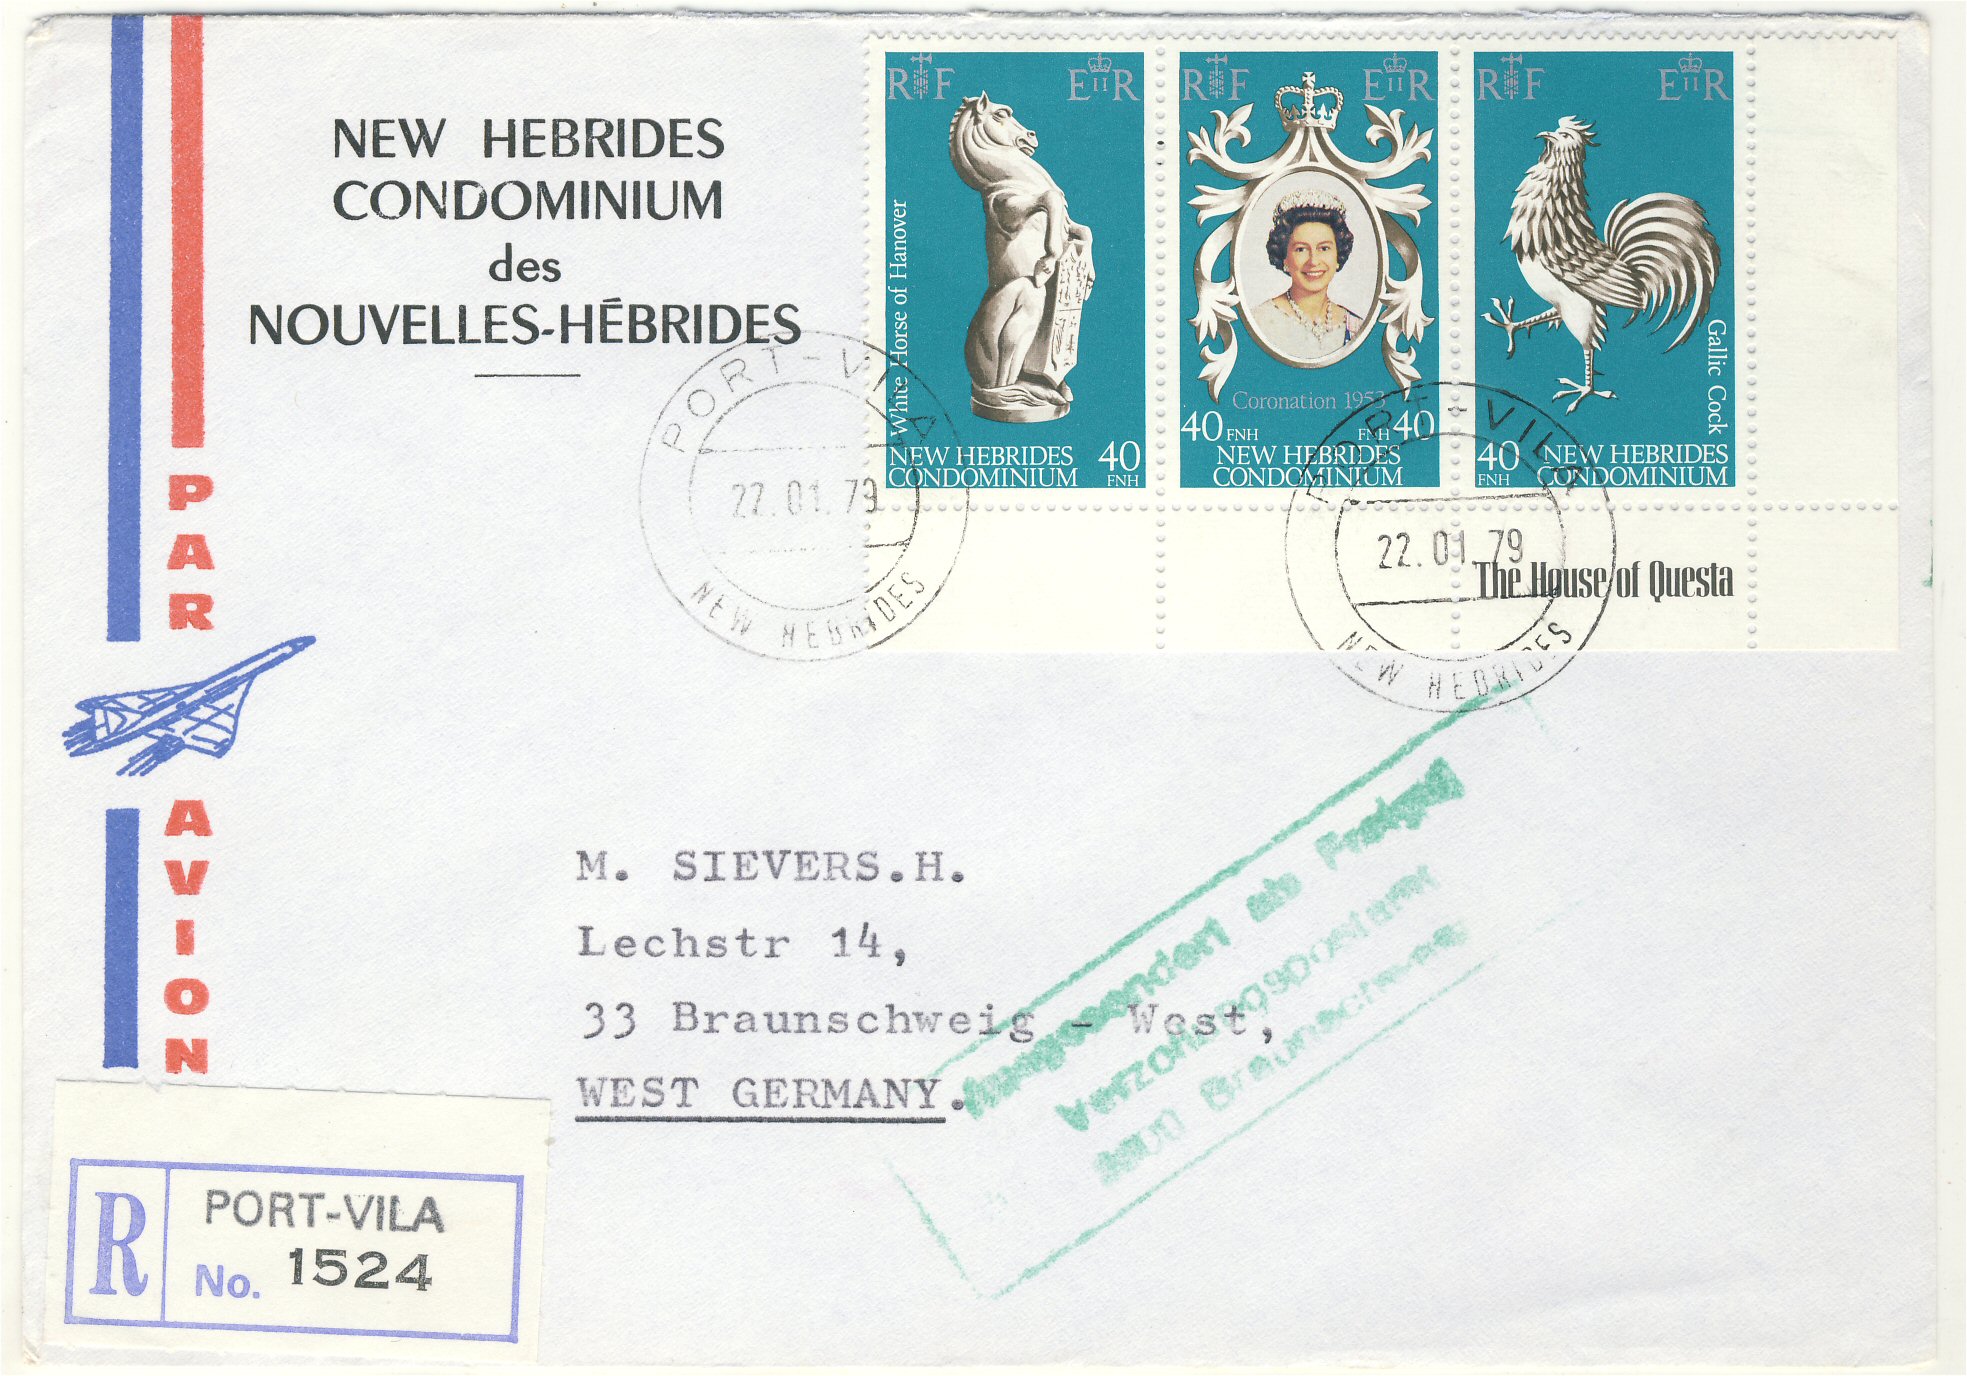 NEW HEBRIDES
CONDOMINIUM
des
NOUVELLES-HÉBRIDES
PAR AVION
RF EIIR
White Horse of Hanover
NEW HEBRIDES 40
CONDOMINIUM FNH
RF EIIR
Coronation 1953
40 FNH FNH 40
NEW HEBRIDES
CONDOMINIUM
RF EIIR
Gallic Cock
40 NEW HEBRIDES
FNH CONDOMINIUM
The House of Questa
PORT-VILA
22.01.79
NEW HEBRIDES
PORT-VILA
22.01.79
NEW HEBRIDES
M. SIEVERS.H.
Lechstr 14,
33 Braunschweig - West,
WEST GERMANY.
Verzollungspostamt
Braunschweig
R PORT-VILA
No. 1524